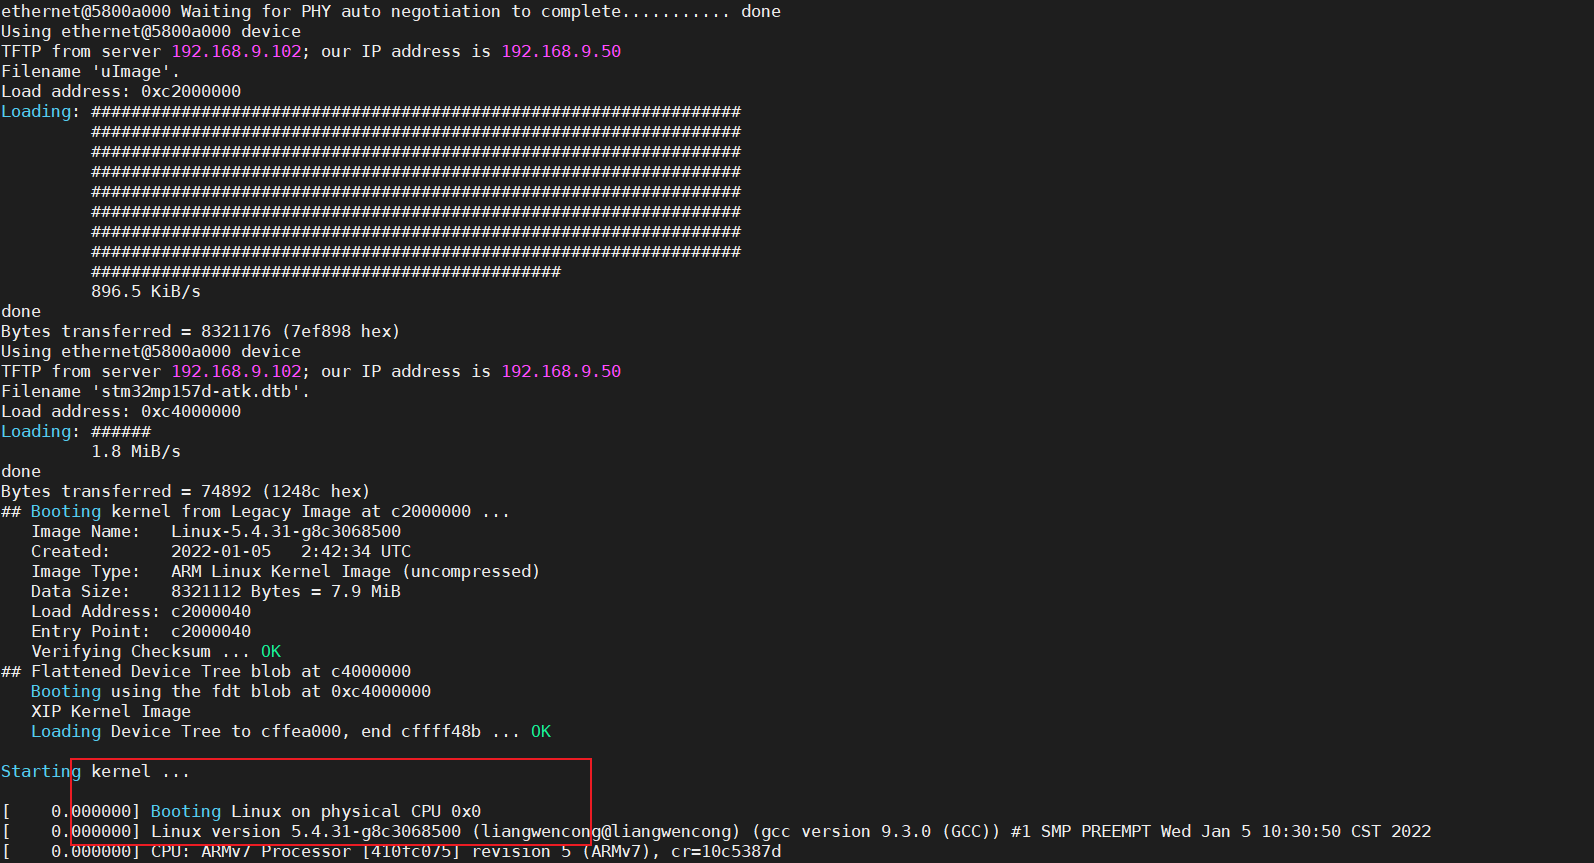 ethernet@5800a000 Waiting for PHY auto negotiation to complete........... done
Using ethernet@5800a000 device
TFTP from server 192.168.9.102; our IP address is 192.168.9.50
Filename 'uImage'.
Load address: 0xc2000000
Loading: #################################################################
         #################################################################
         #################################################################
         #################################################################
         #################################################################
         #################################################################
         #################################################################
         #################################################################
         ###############################################
         896.5 KiB/s
done
Bytes transferred = 8321176 (7ef898 hex)
Using ethernet@5800a000 device
TFTP from server 192.168.9.102; our IP address is 192.168.9.50
Filename 'stm32mp157d-atk.dtb'.
Load address: 0xc4000000
Loading: ######
         1.8 MiB/s
done
Bytes transferred = 74892 (1248c hex)
## Booting kernel from Legacy Image at c2000000 ...
   Image Name:   Linux-5.4.31-g8c3068500
   Created:      2022-01-05   2:42:34 UTC
   Image Type:   ARM Linux Kernel Image (uncompressed)
   Data Size:    8321112 Bytes = 7.9 MiB
   Load Address: c2000040
   Entry Point:  c2000040
   Verifying Checksum ... OK
## Flattened Device Tree blob at c4000000
   Booting using the fdt blob at 0xc4000000
   XIP Kernel Image
   Loading Device Tree to cffea000, end cffff48b ... OK
Starting kernel ...
[    0.000000] Booting Linux on physical CPU 0x0
[    0.000000] Linux version 5.4.31-g8c3068500 (liangwencong@liangwencong) (gcc version 9.3.0 (GCC)) #1 SMP PREEMPT Wed Jan 5 10:30:50 CST 2022
[    0.000000] CPU: ARMv7 Processor [410fc075] revision 5 (ARMv7), cr=10c5387d